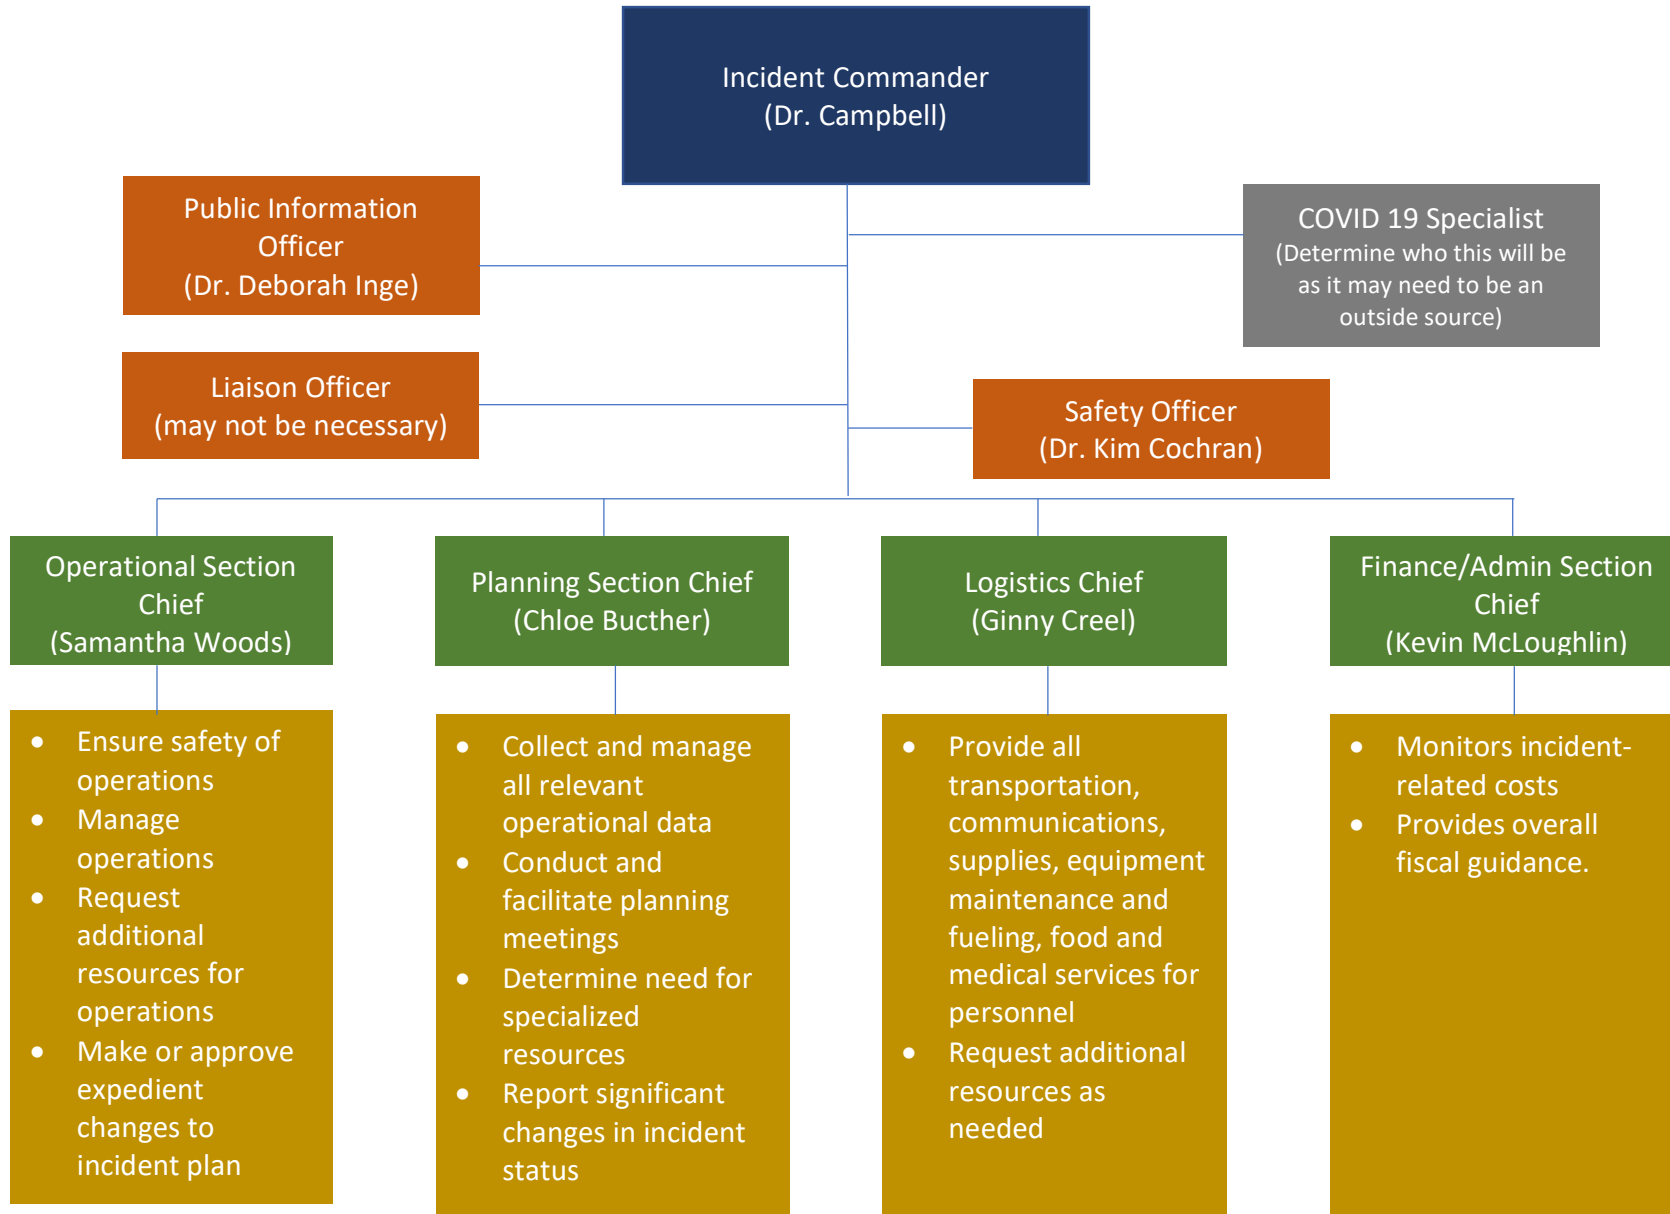 Incident Commander
(Dr. Campbell)
Public Information
Officer
(Dr. Deborah Inge)
COVID 19 Specialist
(Determine who this will be
as it may need to be an
outside source)
Liaison Officer
(may not be necessary)
Safety Officer
(Dr. Kim Cochran)
Operational Section
Chief
(Samantha Woods)
Planning Section Chief
(Chloe Bucther)
Logistics Chief
(Ginny Creel)
Finance/Admin Section
Chief
(Kevin McLoughlin)
• Ensure safety of
operations
• Manage
operations
• Request
additional
resources for
operations
• Make or approve
expedient
changes to
incident plan
• Collect and manage
all relevant
operational data
• Conduct and
facilitate planning
meetings
• Determine need for
specialized
resources
• Report significant
changes in incident
status
• Provide all
transportation,
communications,
supplies, equipment
maintenance and
fueling, food and
medical services for
personnel
• Request additional
resources as
needed
• Monitors incident-
related costs
• Provides overall
fiscal guidance.